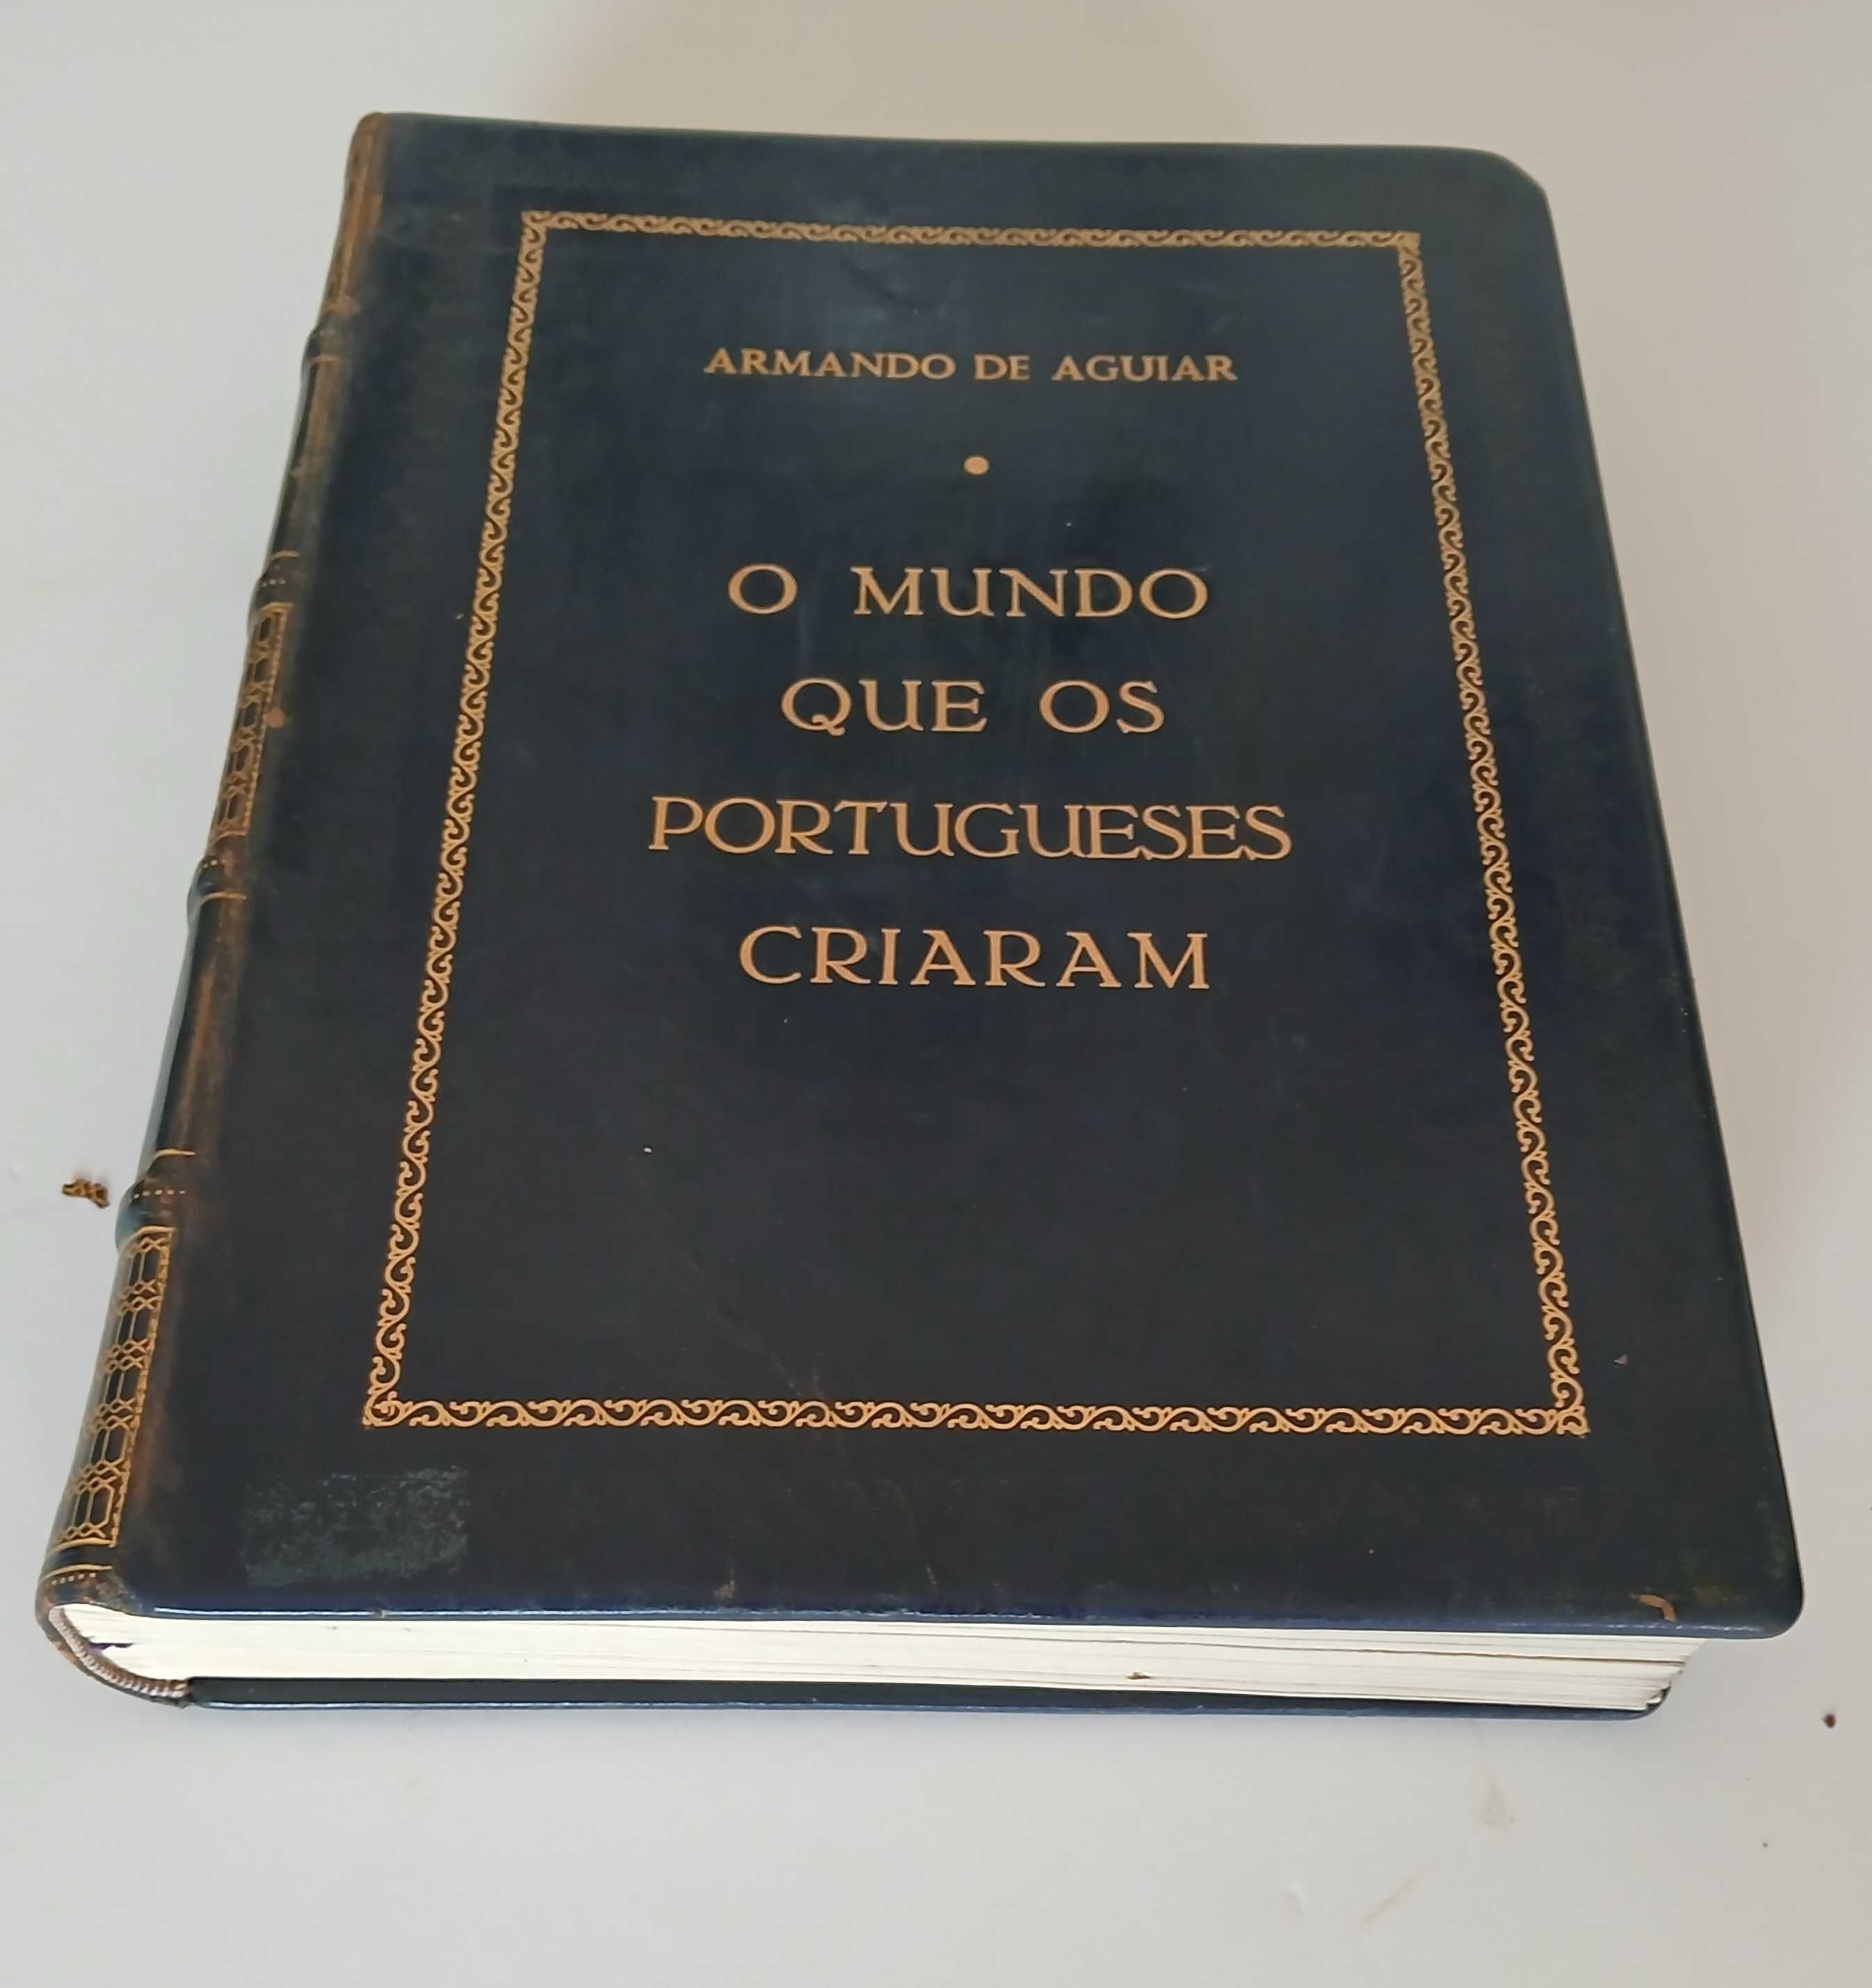 ARMANDO DE AGUIAR
O MUNDO
QUE OS
PORTUGUESES
CRIARAM